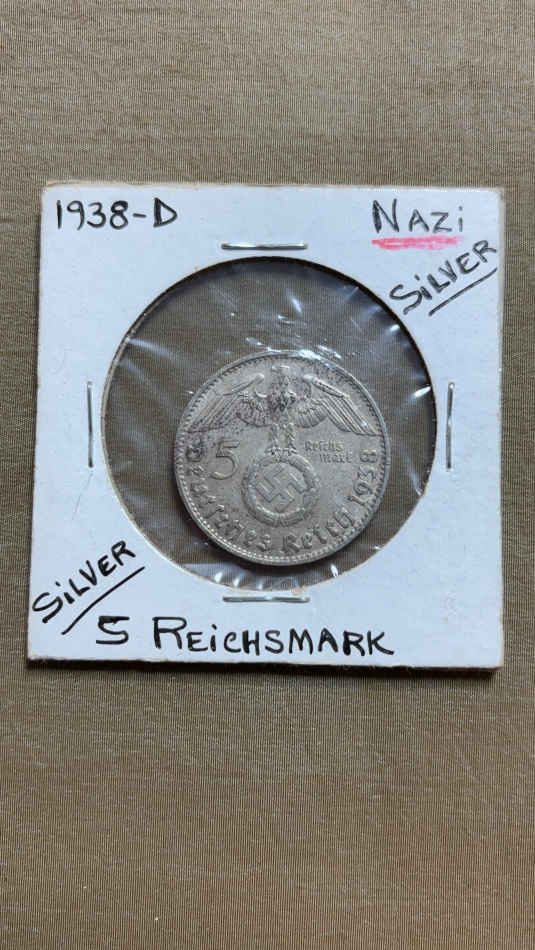 1938-D
NAZi
SiLVER
5
Reichs
mark
Deutsches Reich 1938
SiLVER
5 REiCHSMARK